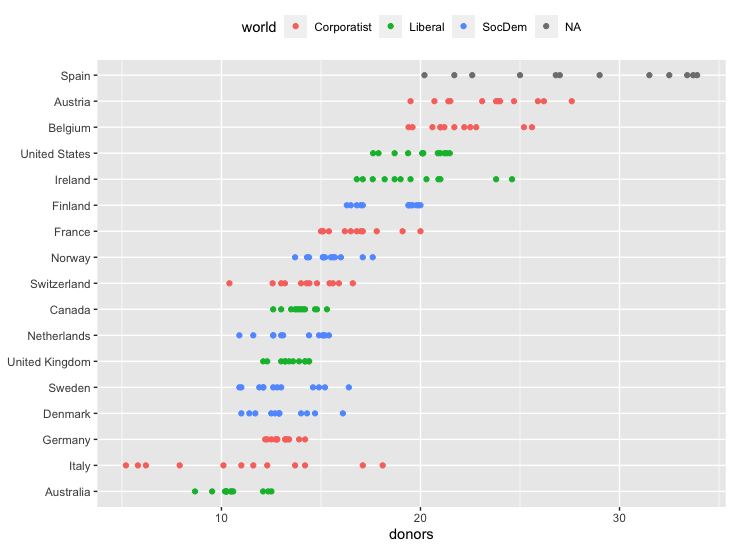 world Corporatist Liberal SocDem NA
Spain
Austria
Belgium
United States
Ireland
Finland
France
Norway
Switzerland
Canada
Netherlands
United Kingdom
Sweden
Denmark
Germany
Italy
Australia
10 20 30
donors